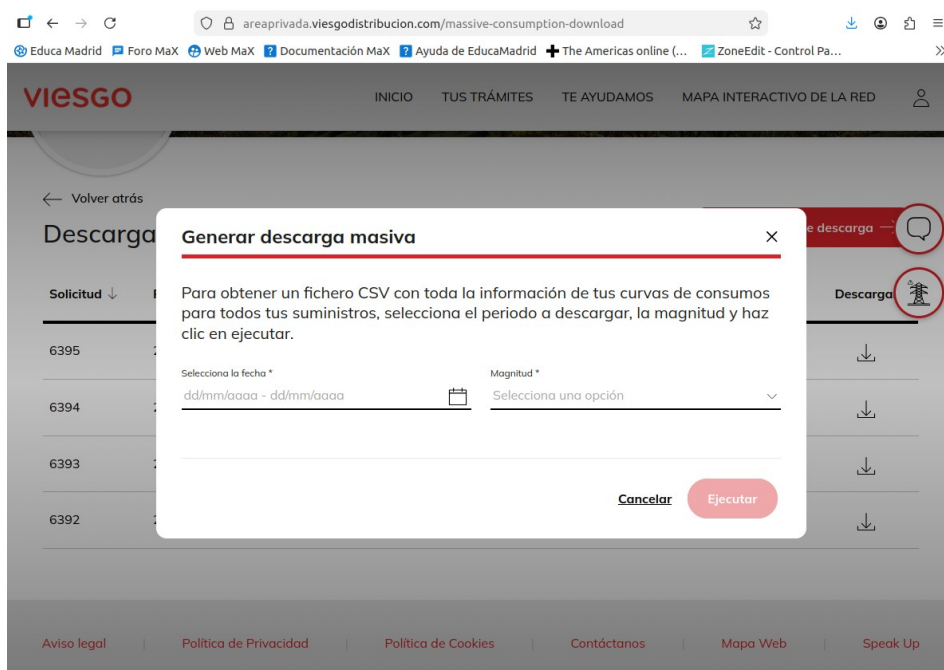 areaprivada.viesgodistribucion.com/massive-consumption-download
Educa Madrid Foro MaX Web MaX Documentación MaX Ayuda de EducaMadrid The Americas online (... ZoneEdit - Control Pa...
viesgo
INICIO TUS TRÁMITES TE AYUDAMOS MAPA INTERACTIVO DE LA RED
Volver atrás
Descarga
e descarga
Generar descarga masiva
Solicitud Descarga
Para obtener un fichero CSV con toda la información de tus curvas de consumos
para todos tus suministros, selecciona el periodo a descargar, la magnitud y haz
clic en ejecutar.
6395
Selecciona la fecha * Magnitud *
dd/mm/aaaa - dd/mm/aaaa Selecciona una opción
6394
6393
Cancelar Ejecutar
6392
Aviso legal | Política de Privacidad | Política de Cookies | Contáctanos | Mapa Web | Speak Up